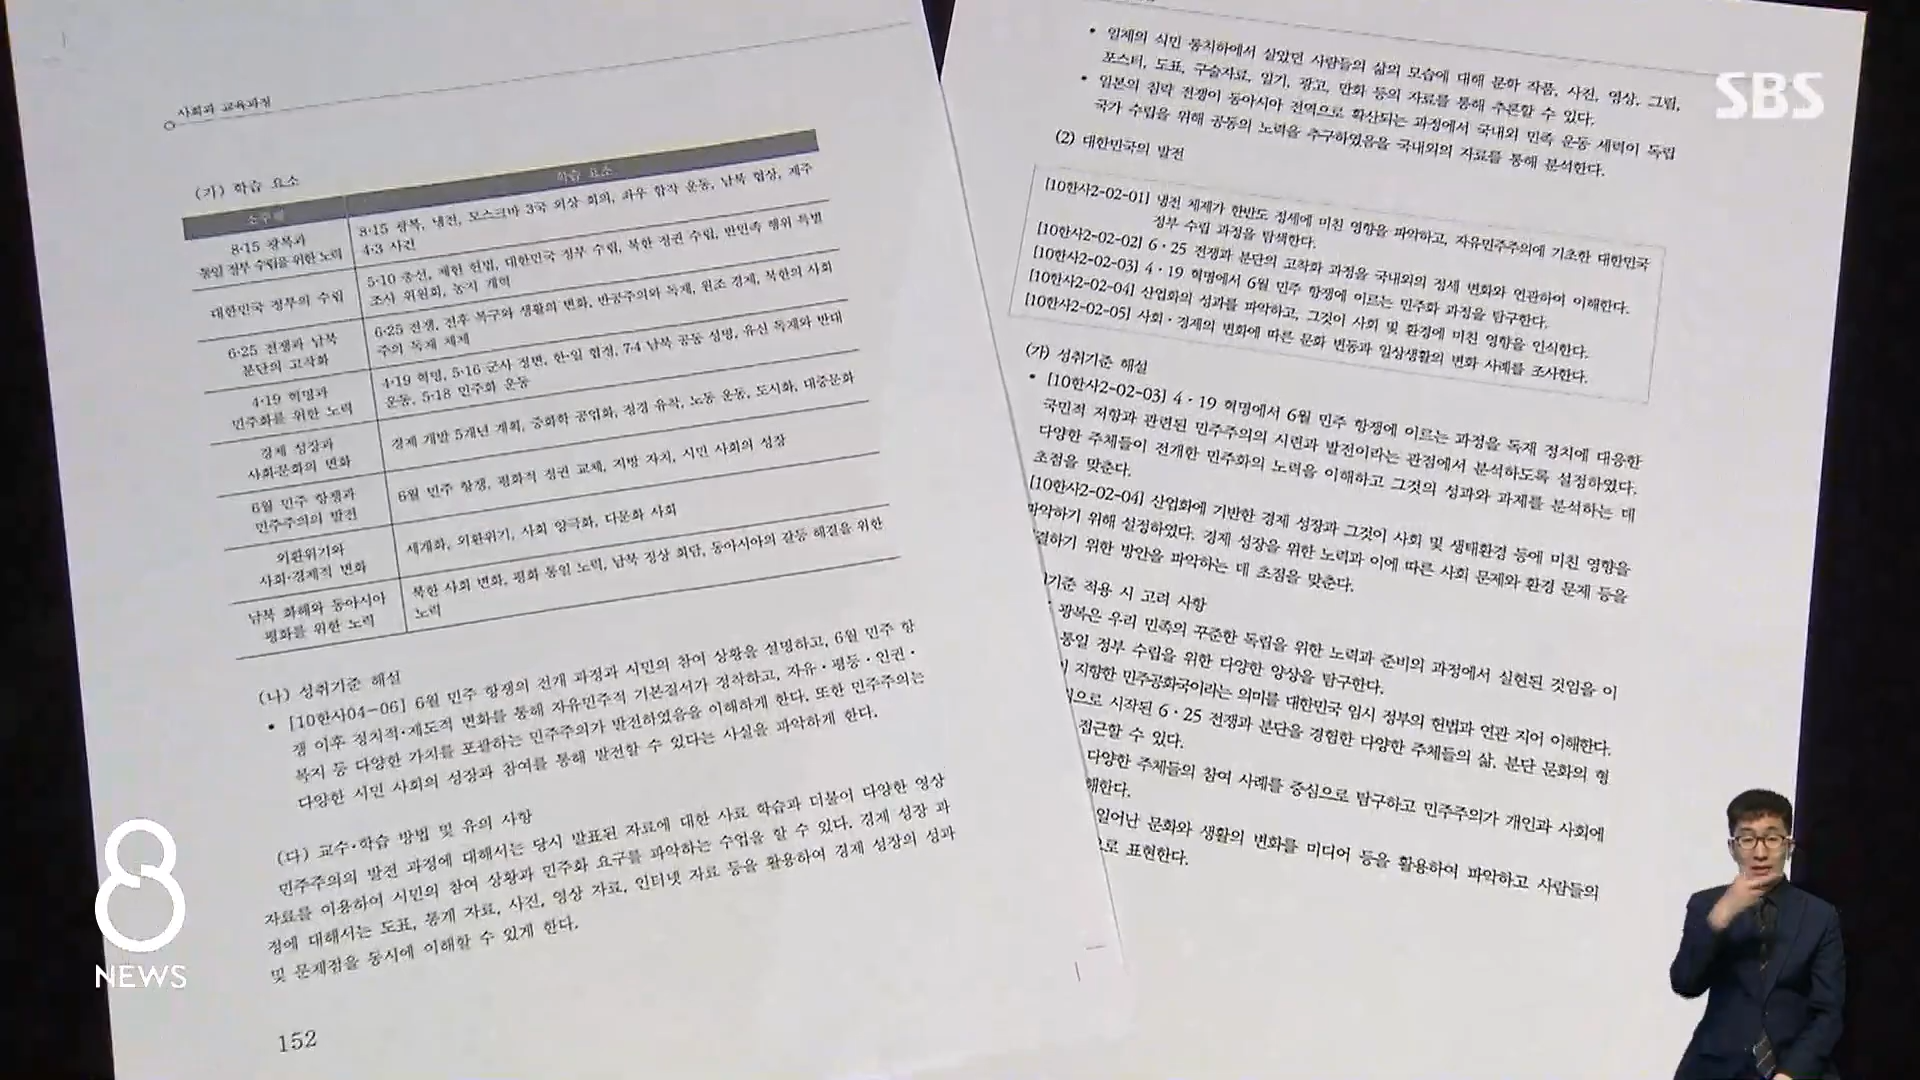 사회과 교육과정
(가) 학습 요소
소주제
학습 요소
8·15 광복과
통일 정부 수립을 위한 노력
8·15 광복, 냉전, 모스크바 3국 외상 회의, 좌우 합작 운동, 남북 협상, 제주
4·3 사건
대한민국 정부의 수립
5·10 총선, 제헌 헌법, 대한민국 정부 수립, 북한 정권 수립, 반민족 행위 특별
조사 위원회, 농지 개혁
6·25 전쟁과 남북
분단의 고착화
6·25 전쟁, 전후 복구와 생활의 변화, 반공주의와 독재, 원조 경제, 북한의 사회
주의 독재 체제
4·19 혁명과
민주화를 위한 노력
4·19 혁명, 5·16 군사 정변, 한·일 협정, 7·4 남북 공동 성명, 유신 독재와 반대
운동, 5·18 민주화 운동
경제 성장과
사회·문화의 변화
경제 개발 5개년 계획, 중화학 공업화, 정경 유착, 노동 운동, 도시화, 대중문화
6월 민주 항쟁과
민주주의의 발전
6월 민주 항쟁, 평화적 정권 교체, 지방 자치, 시민 사회의 성장
외환위기와
사회·경제적 변화
세계화, 외환위기, 사회 양극화, 다문화 사회
남북 화해와 동아시아
평화를 위한 노력
북한 사회 변화, 평화 통일 노력, 남북 정상 회담, 동아시아의 갈등 해결을 위한
노력
(나) 성취기준 해설
• [10한사04-06] 6월 민주 항쟁의 전개 과정과 시민의 참여 상황을 설명하고, 6월 민주 항
쟁 이후 정치적·제도적 변화를 통해 자유민주적 기본질서가 정착하고, 자유·평등·인권·
복지 등 다양한 가치를 포괄하는 민주주의가 발전하였음을 이해하게 한다. 또한 민주주의는
다양한 시민 사회의 성장과 참여를 통해 발전할 수 있다는 사실을 파악하게 한다.
(다) 교수·학습 방법 및 유의 사항
민주주의의 발전 과정에 대해서는 당시 발표된 자료에 대한 사료 학습과 더불어 다양한 영상
자료를 이용하여 시민의 참여 상황과 민주화 요구를 파악하는 수업을 할 수 있다. 경제 성장 과
정에 대해서는 도표, 통계 자료, 사진, 영상 자료, 인터넷 자료 등을 활용하여 경제 성장의 성과
및 문제점을 동시에 이해할 수 있게 한다.
152
• 일제의 식민 통치하에서 살았던 사람들의 삶의 모습에 대해 문학 작품, 사진, 영상, 그림,
포스터, 도표, 구술자료, 일기, 광고, 만화 등의 자료를 통해 추론할 수 있다.
• 일본의 침략 전쟁이 동아시아 전역으로 확산되는 과정에서 국내외 민족 운동 세력이 독립
국가 수립을 위해 공동의 노력을 추구하였음을 국내외의 자료를 통해 분석한다.
(2) 대한민국의 발전
[10한사2-02-01] 냉전 체제가 한반도 정세에 미친 영향을 파악하고, 자유민주주의에 기초한 대한민국
정부 수립 과정을 탐색한다.
[10한사2-02-02] 6·25 전쟁과 분단의 고착화 과정을 국내외의 정세 변화와 연관하여 이해한다.
[10한사2-02-03] 4·19 혁명에서 6월 민주 항쟁에 이르는 민주화 과정을 탐구한다.
[10한사2-02-04] 산업화의 성과를 파악하고, 그것이 사회 및 환경에 미친 영향을 인식한다.
[10한사2-02-05] 사회·경제의 변화에 따른 문화 변동과 일상생활의 변화 사례를 조사한다.
(가) 성취기준 해설
• [10한사2-02-03] 4·19 혁명에서 6월 민주 항쟁에 이르는 과정을 독재 정치에 대응한
국민적 저항과 관련된 민주주의의 시련과 발전이라는 관점에서 분석하도록 설정하였다.
다양한 주체들이 전개한 민주화의 노력을 이해하고 그것의 성과와 과제를 분석하는 데
초점을 맞춘다.
[10한사2-02-04] 산업화에 기반한 경제 성장과 그것이 사회 및 생태환경 등에 미친 영향을
파악하기 위해 설정하였다. 경제 성장을 위한 노력과 이에 따른 사회 문제와 환경 문제 등을
결하기 위한 방안을 파악하는 데 초점을 맞춘다.
기준 적용 시 고려 사항
광복은 우리 민족의 꾸준한 독립을 위한 노력과 준비의 과정에서 실현된 것임을 이
통일 정부 수립을 위한 다양한 양상을 탐구한다.
지향한 민주공화국이라는 의미를 대한민국 임시 정부의 헌법과 연관 지어 이해한다.
으로 시작된 6·25 전쟁과 분단을 경험한 다양한 주체들의 삶, 분단 문화의 형
접근할 수 있다.
다양한 주체들의 참여 사례를 중심으로 탐구하고 민주주의가 개인과 사회에
해한다.
일어난 문화와 생활의 변화를 미디어 등을 활용하여 파악하고 사람들의
로 표현한다.
SBS
8
NEWS